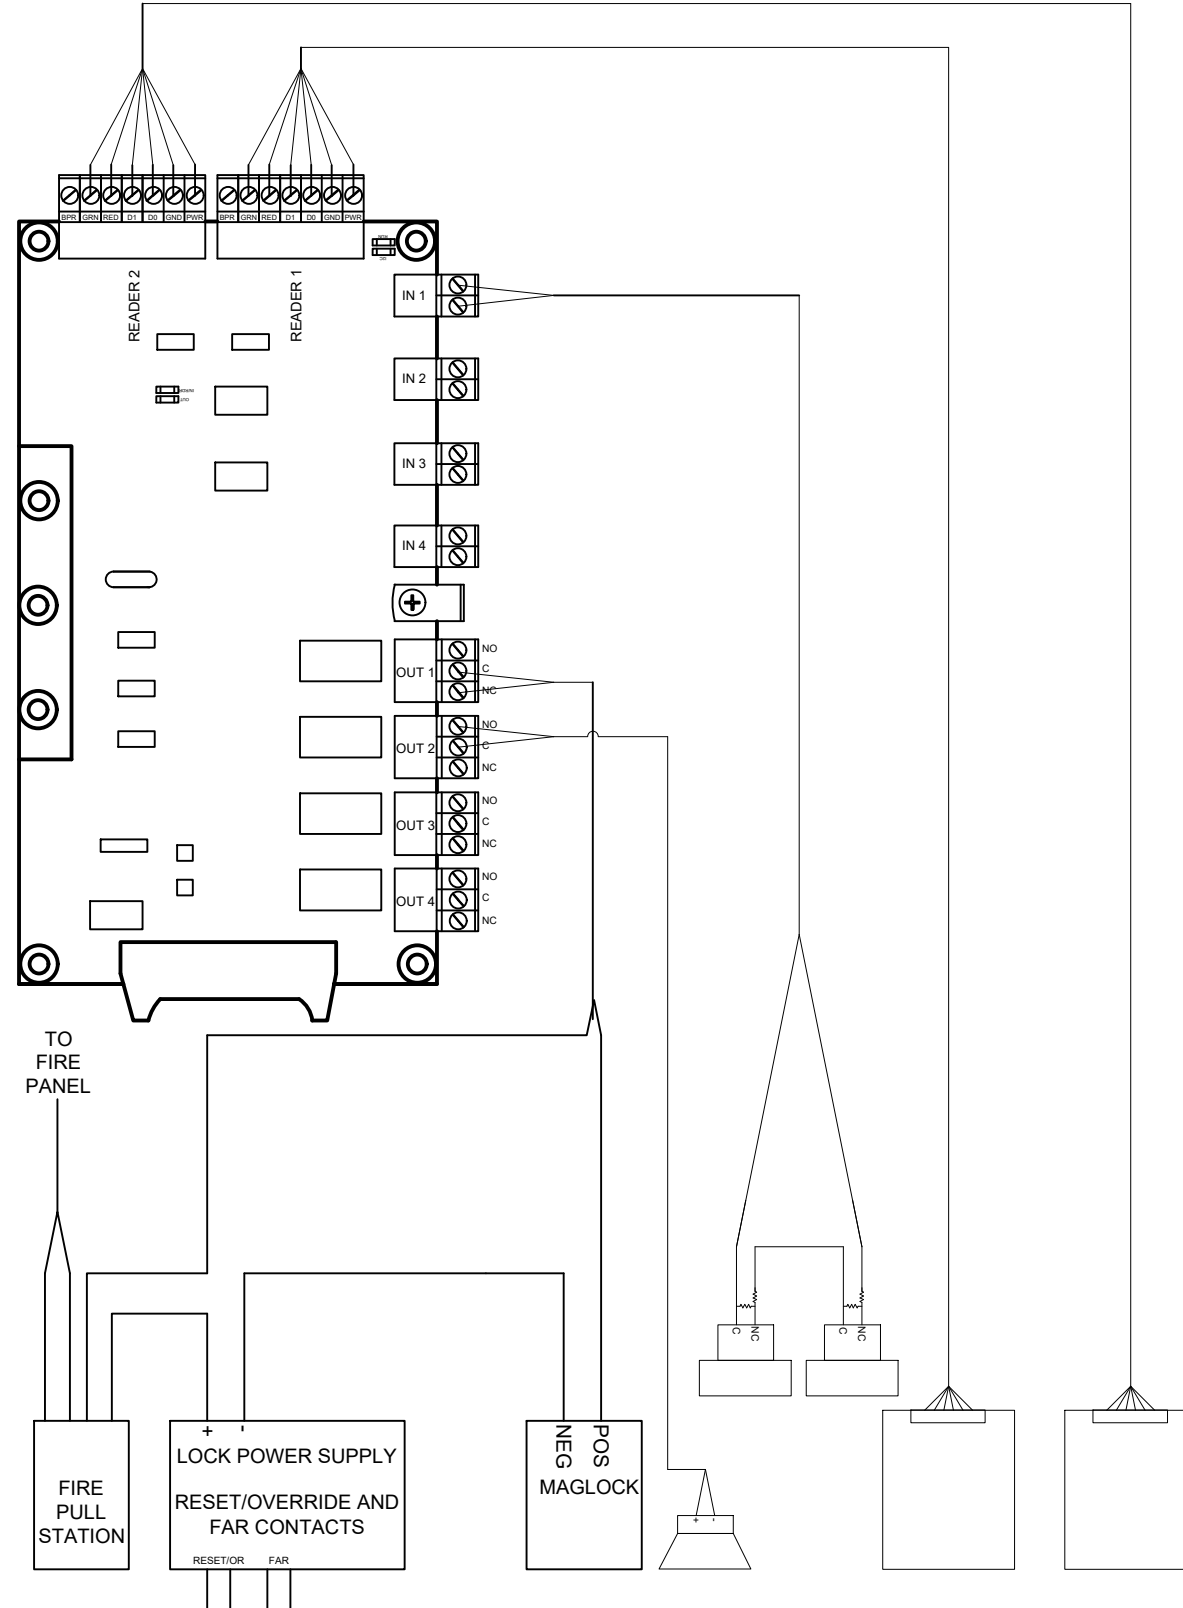 BPR GRN RED D1 D0 GND PWR
BPR GRN RED D1 D0 GND PWR
READER 2
READER 1
RUN
OC
IN 1
IN 2
OUT
IN 3
IN 4
NO
OUT 1
C
NC
NO
OUT 2
C
NC
NO
OUT 3
C
NC
NO
OUT 4
C
NC
TO
FIRE
PANEL
C
NC
C
NC
+ -
LOCK POWER SUPPLY
RESET/OVERRIDE AND
FAR CONTACTS
RESET/OR FAR
NEG
POS
MAGLOCK
FIRE
PULL
STATION
+ -